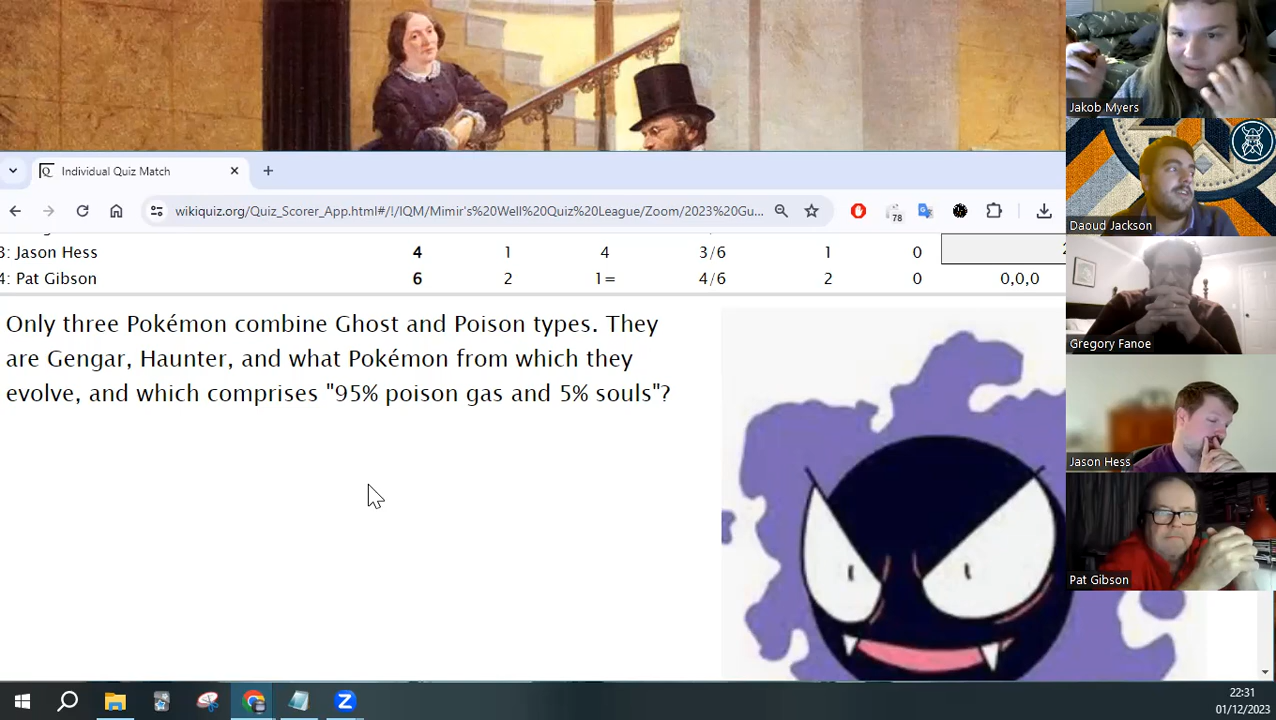 Jakob Myers
Individual Quiz Match
wikiquiz.org/Quiz_Scorer_App.html#/I/IQM/Mimir's%20Well%20Quiz%20League/Zoom/2023%20Gu...
78
Daoud Jackson
3: Jason Hess 4 1 4 3/6 1 0
4: Pat Gibson 6 2 1= 4/6 2 0 0,0,0
Only three Pokémon combine Ghost and Poison types. They
are Gengar, Haunter, and what Pokémon from which they
evolve, and which comprises "95% poison gas and 5% souls"?
Gregory Fanoe
Jason Hess
Pat Gibson
22:31
01/12/2023